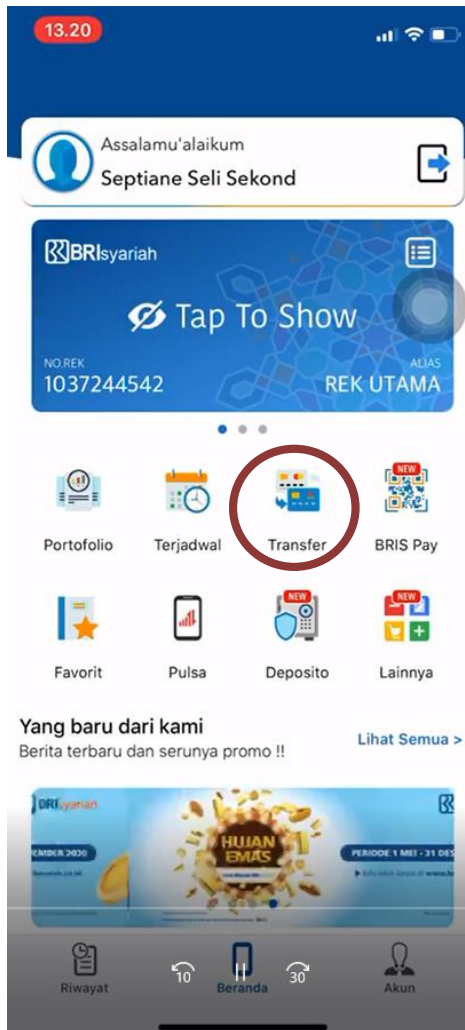 13.20
Assalamu'alaikum
Septiane Seli Sekond
BRIsyariah
Tap To Show
NO.REK
ALIAS
1037244542
REK UTAMA
NEW
Portofolio
Terjadwal
Transfer
BRIS Pay
NEW
NEW
Favorit
Pulsa
Deposito
Lainnya
Yang baru dari kami
Lihat Semua >
Berita terbaru dan serunya promo !!
BRIsyariah
HUJAN
EMAS
EMBER 2020
PERIODE 1 MEI - 31 DES
10
30
Riwayat
Beranda
Akun